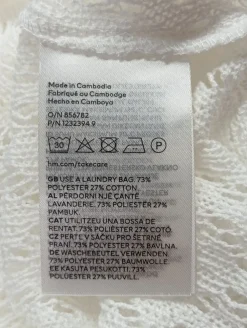 Made in Cambodia
Fabriqué au Cambodge
Hecho en Camboya
O/N 856782
P/N 1232394.9
30
P
hm.com/takecare
GB USE A LAUNDRY BAG. 73%
POLYESTER 27% COTTON.
AL PËRDORNI NJË ÇANTË
LAVANDERIE. 73% POLIESTËR 27%
PAMBUK.
CAT UTILITZEU UNA BOSSA DE
RENTAT. 73% POLIÈSTER 27% COTÓ
CZ PERTE V SÁČKU PRO ŠETRNÉ
PRANÍ; 73% POLYESTER 27% BAVLNA.
DE WÄSCHEBEUTEL VERWENDEN.
73% POLYESTER 27% BAUMWOLLE
EE KASUTA PESUKOTTI. 73%
POLÜESTER 27% PUUVILL.